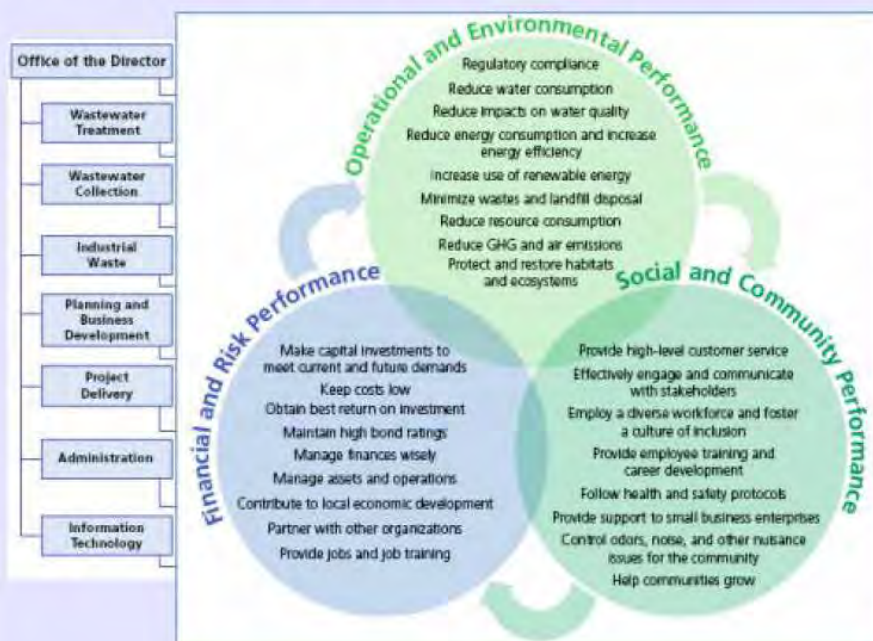 Office of the Director
Wastewater
Treatment
Wastewater
Collection
Industrial
Waste
Planning and
Business
Development
Project
Delivery
Administration
Information
Technology
Operational and Environmental Performance
Regulatory compliance
Reduce water consumption
Reduce impacts on water quality
Reduce energy consumption and increase
energy efficiency
Increase use of renewable energy
Minimize wastes and landfill disposal
Reduce resource consumption
Reduce GHG and air emissions
Protect and restore habitats
and ecosystems
Financial and Risk Performance
Make capital investments to
meet current and future demands
Keep costs low
Obtain best return on investment
Maintain high bond ratings
Manage finances wisely
Manage assets and operations
Contribute to local economic development
Partner with other organizations
Provide jobs and job training
Social and Community Performance
Provide high-level customer service
Effectively engage and communicate
with stakeholders
Employ a diverse workforce and foster
a culture of inclusion
Provide employee training and
career development
Follow health and safety protocols
Provide support to small business enterprises
Control odors, noise, and other nuisance
issues for the community
Help communities grow